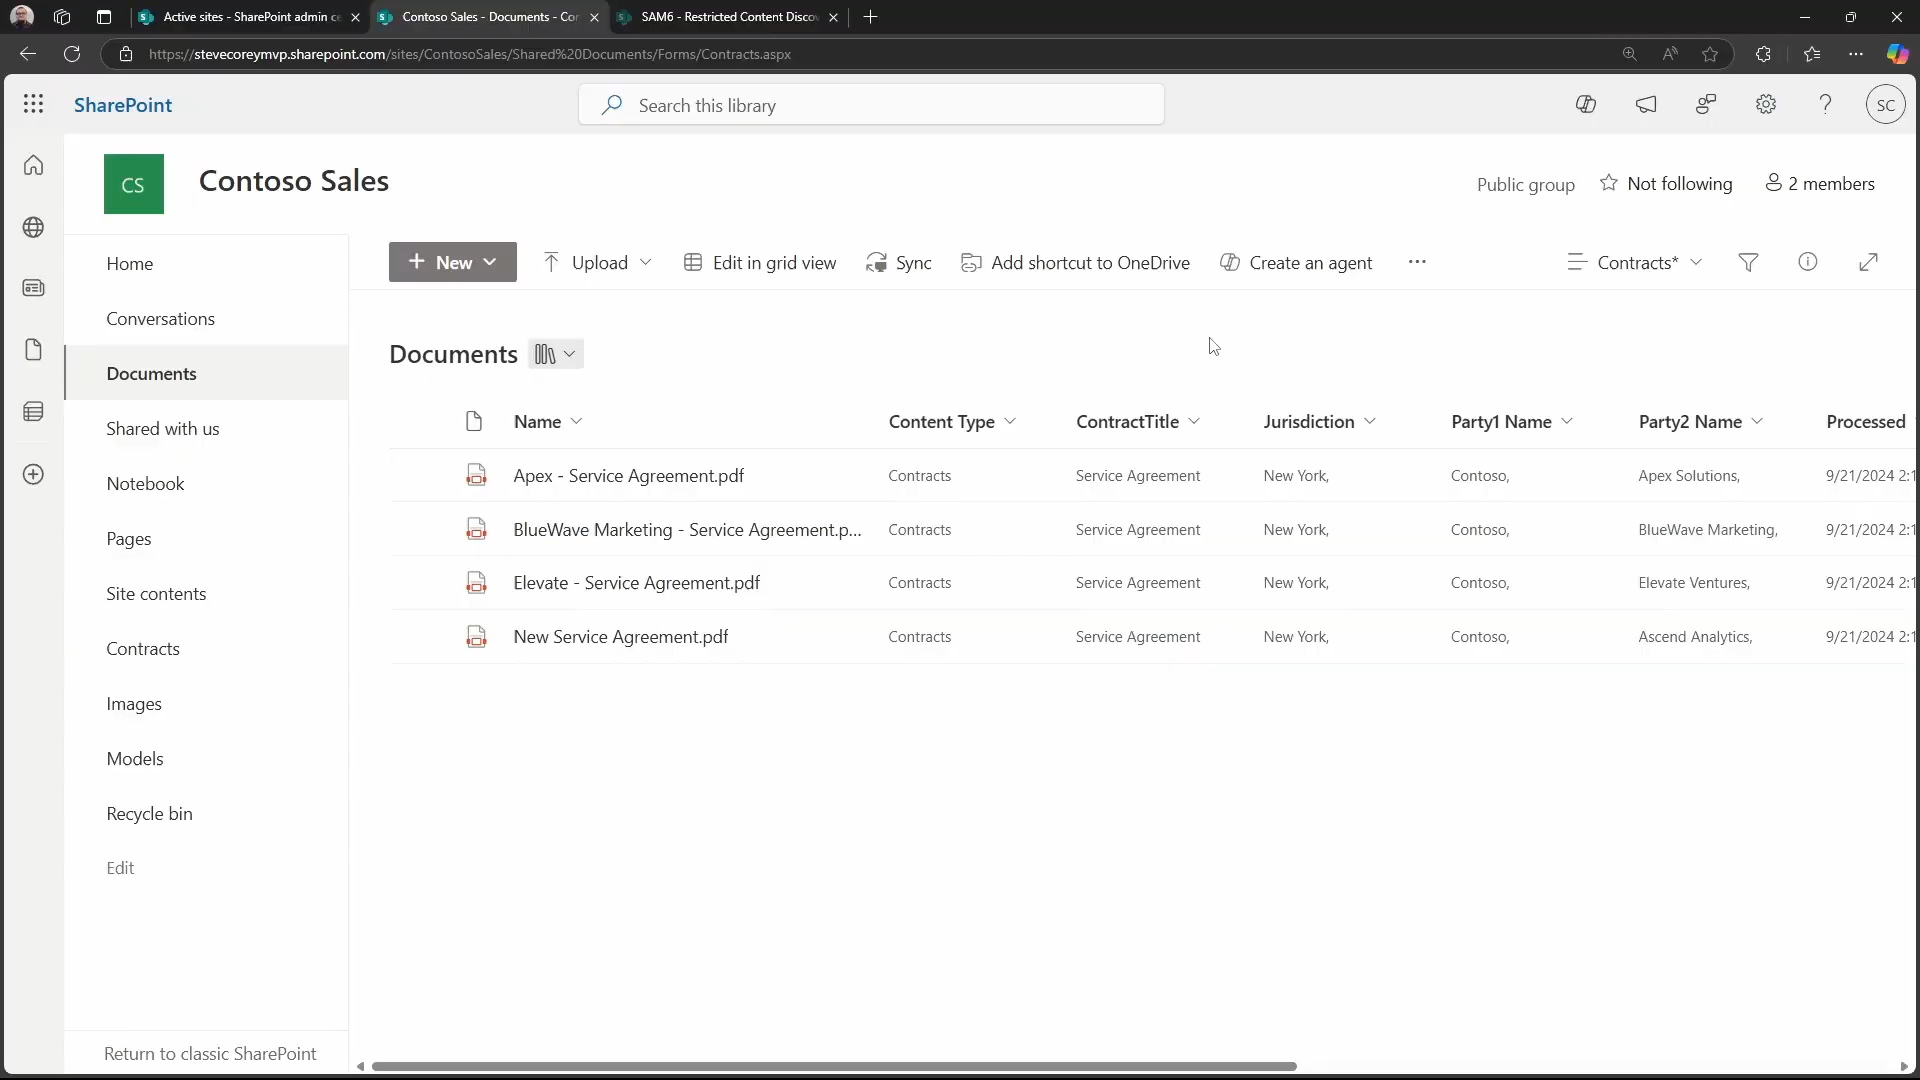 Active sites - SharePoint admin ce
Contoso Sales - Documents - Cor
SAM6 - Restricted Content Disco
https://stevecoreymvp.sharepoint.com/sites/ContosoSales/Shared%20Documents/Forms/Contracts.aspx
SharePoint
Search this library
SC
CS
Contoso Sales
Public group
Not following
2 members
Home
Conversations
Documents
Shared with us
Notebook
Pages
Site contents
Contracts
Images
Models
Recycle bin
Edit
Return to classic SharePoint
New
Upload
Edit in grid view
Sync
Add shortcut to OneDrive
Create an agent
Contracts*
Documents
Name Content Type ContractTitle Jurisdiction Party1 Name Party2 Name Processed
Apex - Service Agreement.pdf Contracts Service Agreement New York, Contoso, Apex Solutions, 9/21/2024 2:1
BlueWave Marketing - Service Agreement.p... Contracts Service Agreement New York, Contoso, BlueWave Marketing, 9/21/2024 2:1
Elevate - Service Agreement.pdf Contracts Service Agreement New York, Contoso, Elevate Ventures, 9/21/2024 2:1
New Service Agreement.pdf Contracts Service Agreement New York, Contoso, Ascend Analytics, 9/21/2024 2:1